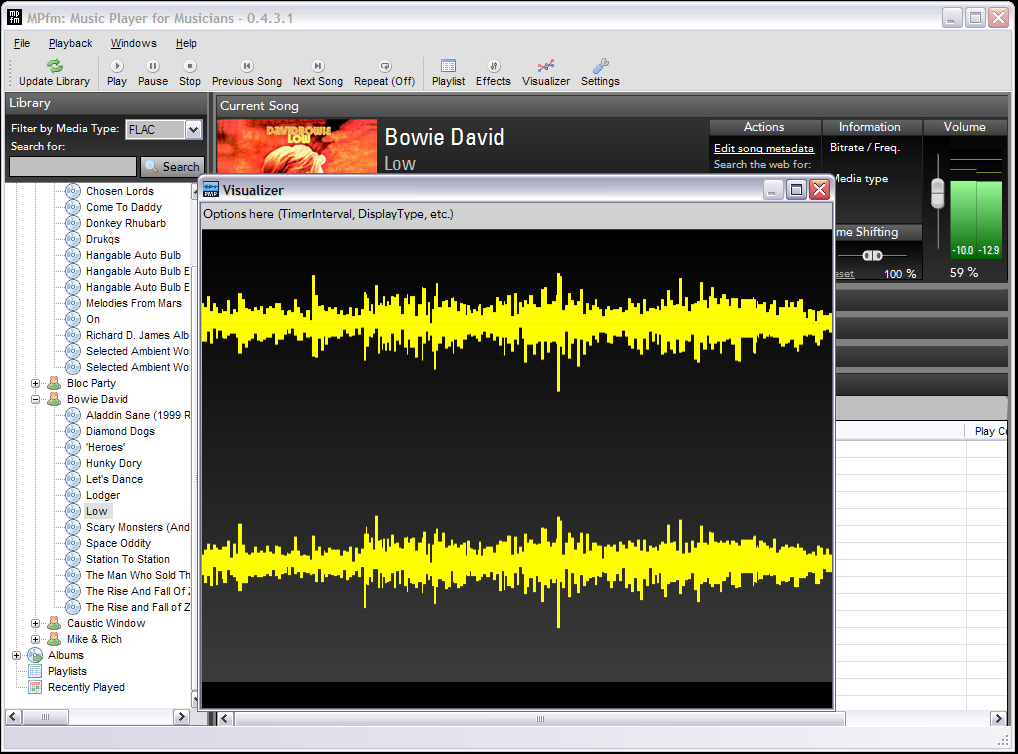 mp
fm
MPfm: Music Player for Musicians - 0.4.3.1
File Playback Windows Help
Update Library Play Pause Stop Previous Song Next Song Repeat (Off) Playlist Effects Visualizer Settings
Library
Filter by Media Type: FLAC
Search for:
Search
Chosen Lords
Come To Daddy
Donkey Rhubarb
Drukqs
Hangable Auto Bulb
Hangable Auto Bulb E
Hangable Auto Bulb E
Melodies From Mars
On
Richard D. James Alb
Selected Ambient Wo
Selected Ambient Wo
Bloc Party
Bowie David
Aladdin Sane (1999 R
Diamond Dogs
'Heroes'
Hunky Dory
Let's Dance
Lodger
Low
Scary Monsters (And
Space Oddity
Station To Station
The Man Who Sold Th
The Rise And Fall Of Z
The Rise and Fall of Z
Caustic Window
Mike & Rich
Albums
Playlists
Recently Played
Current Song
DAVID BOWIE
LOW
Bowie David
Low
Actions
Edit song metadata
Search the web for:
Information
Bitrate / Freq.
Media type
me Shifting
eset 100 %
Volume
-10.0 -12.9
59 %
PMP
Visualizer
Options here (TimerInterval, DisplayType, etc.)
Play Co